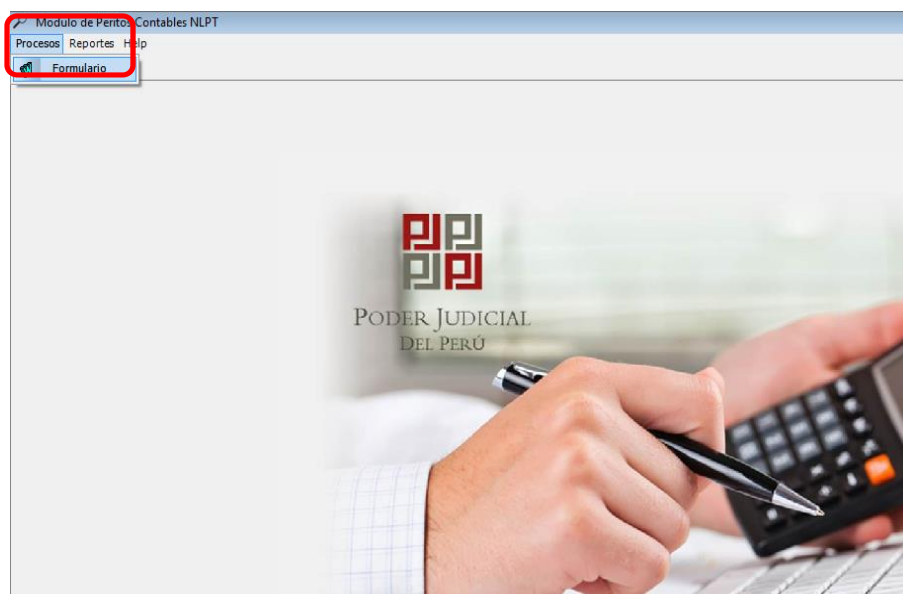 Modulo de Peritos Contables NLPT
Procesos Reportes Help
Formulario
PODER JUDICIAL
DEL PERÚ